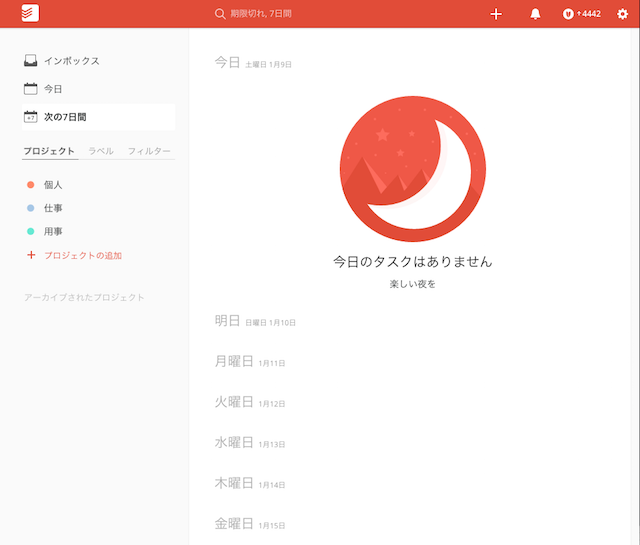 期限切れ, 7日間
+4442
インボックス
今日
+7 次の7日間
プロジェクト ラベル フィルター
個人
仕事
用事
+ プロジェクトの追加
アーカイブされたプロジェクト
今日 土曜日 1月9日
今日のタスクはありません
楽しい夜を
明日 日曜日 1月10日
月曜日 1月11日
火曜日 1月12日
水曜日 1月13日
木曜日 1月14日
金曜日 1月15日